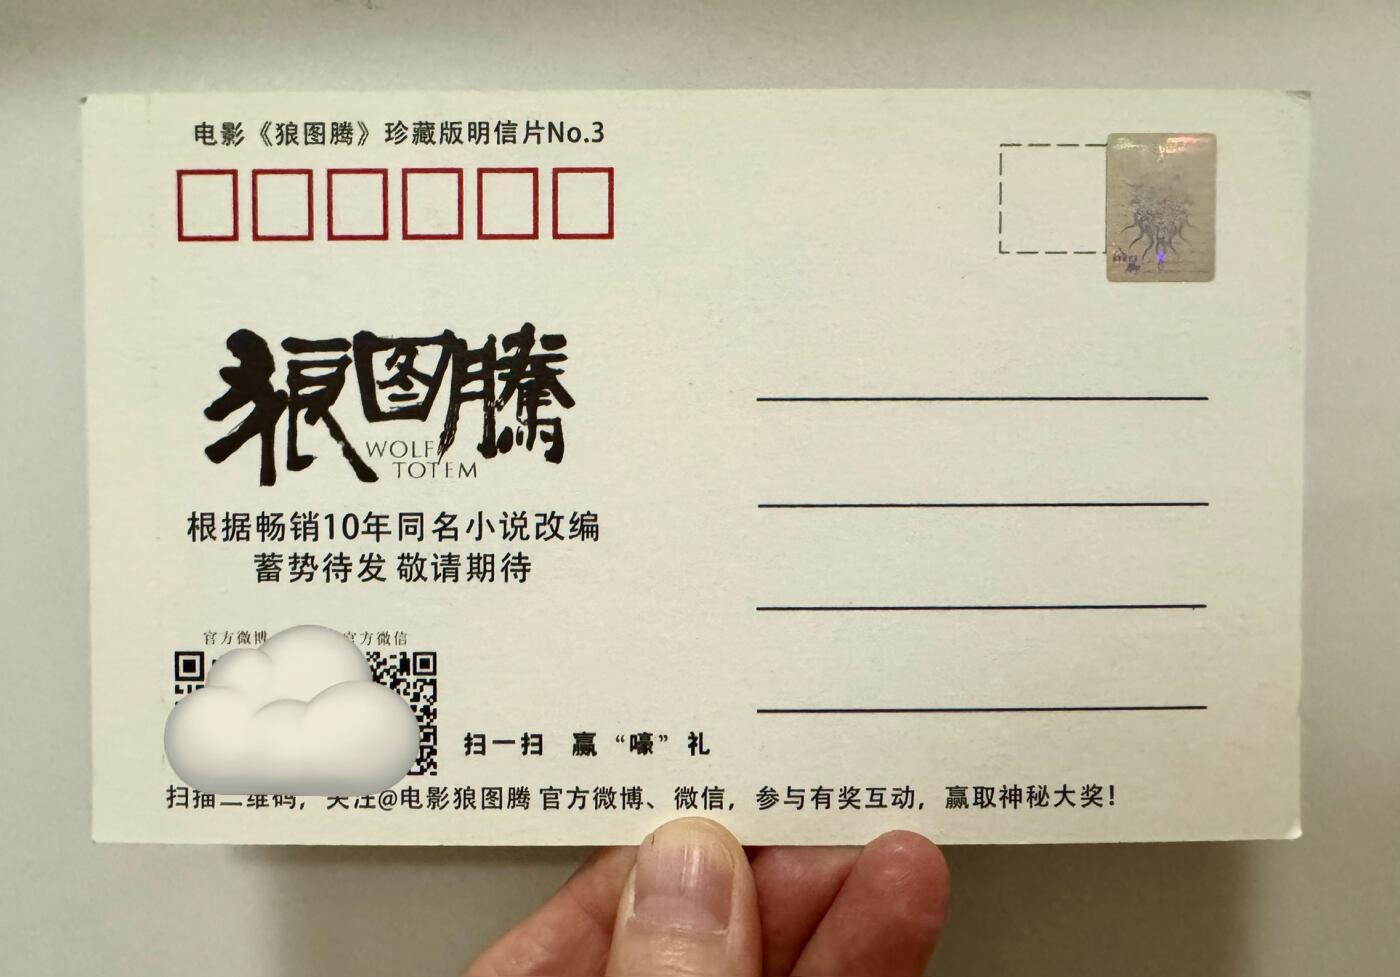 电影《狼图腾》珍藏版明信片No.3
狼图腾
WOLF
TOTEM
根据畅销10年同名小说改编
蓄势待发 敬请期待
官方微博 官方微信
扫一扫 赢“嚎”礼
扫描二维码，关注@电影狼图腾 官方微博、微信，参与有奖互动，赢取神秘大奖！